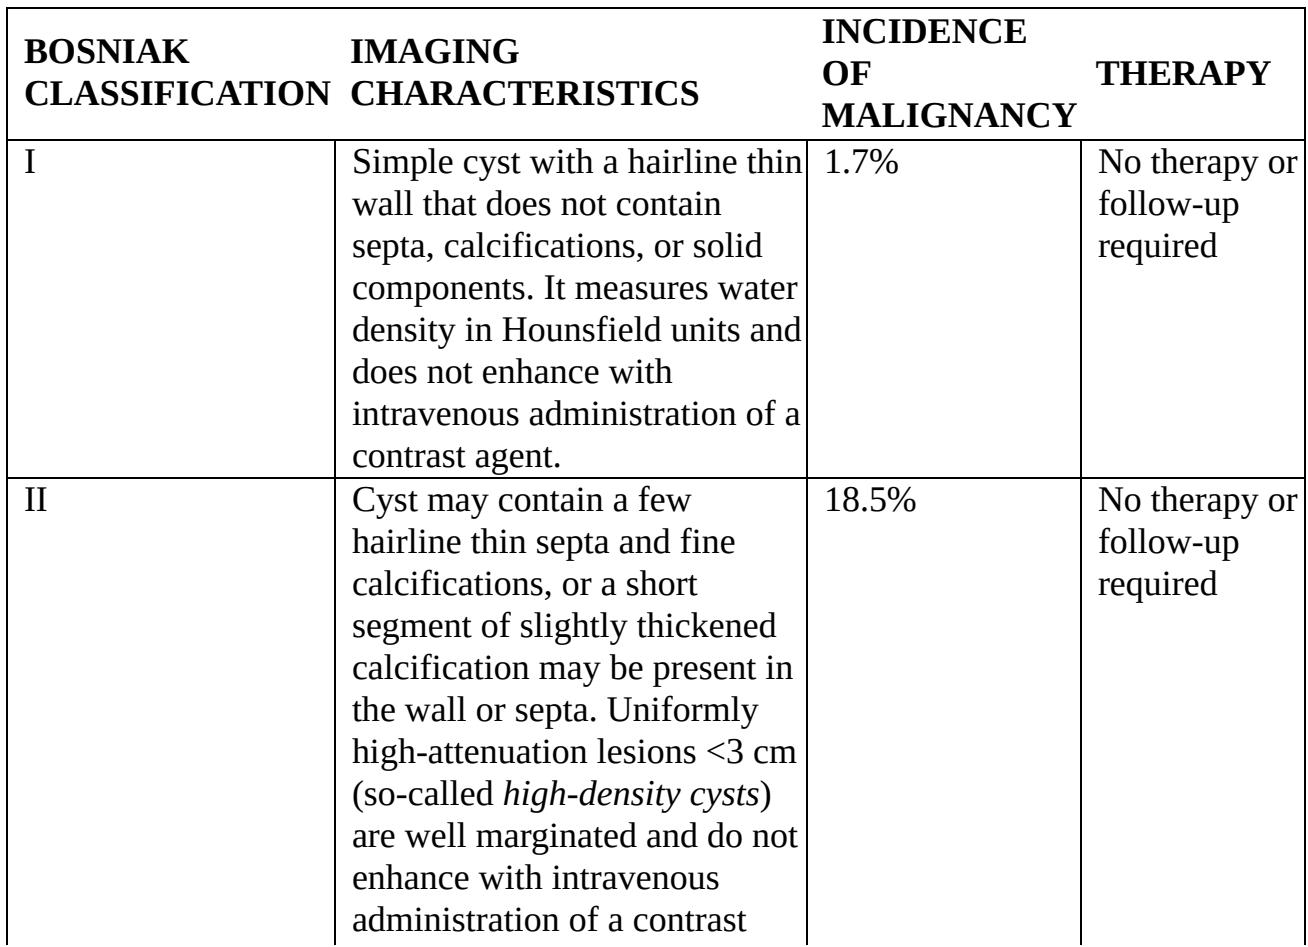 BOSNIAK CLASSIFICATION
IMAGING CHARACTERISTICS
INCIDENCE OF MALIGNANCY
THERAPY
I
Simple cyst with a hairline thin
wall that does not contain
septa, calcifications, or solid
components. It measures water
density in Hounsfield units and
does not enhance with
intravenous administration of a
contrast agent.
1.7%
No therapy or
follow-up
required
II
Cyst may contain a few
hairline thin septa and fine
calcifications, or a short
segment of slightly thickened
calcification may be present in
the wall or septa. Uniformly
high-attenuation lesions <3 cm
(so-called high-density cysts)
are well marginated and do not
enhance with intravenous
administration of a contrast
18.5%
No therapy or
follow-up
required